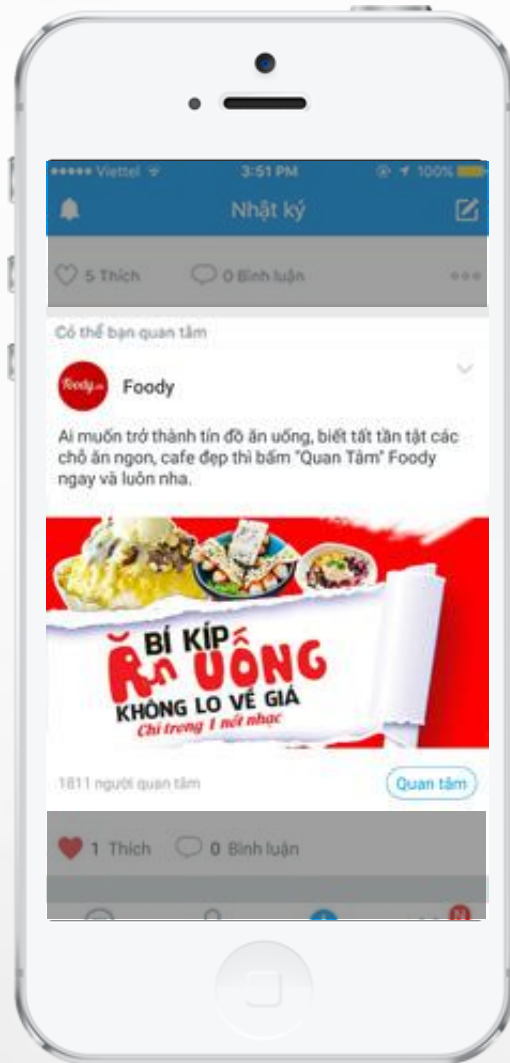 Viettel 3:51 PM 100%
Nhật ký
5 Thích 0 Bình luận
Có thể bạn quan tâm
foody.vn Foody
Ai muốn trở thành tín đồ ăn uống, biết tất tần tật các
chỗ ăn ngon, cafe đẹp thì bấm "Quan Tâm" Foody
ngay và luôn nha.
BÍ KÍP
ĂN UỐNG
KHÔNG LO VỀ GIÁ
Chỉ trong 1 nốt nhạc
1811 người quan tâm Quan tâm
1 Thích 0 Bình luận
N